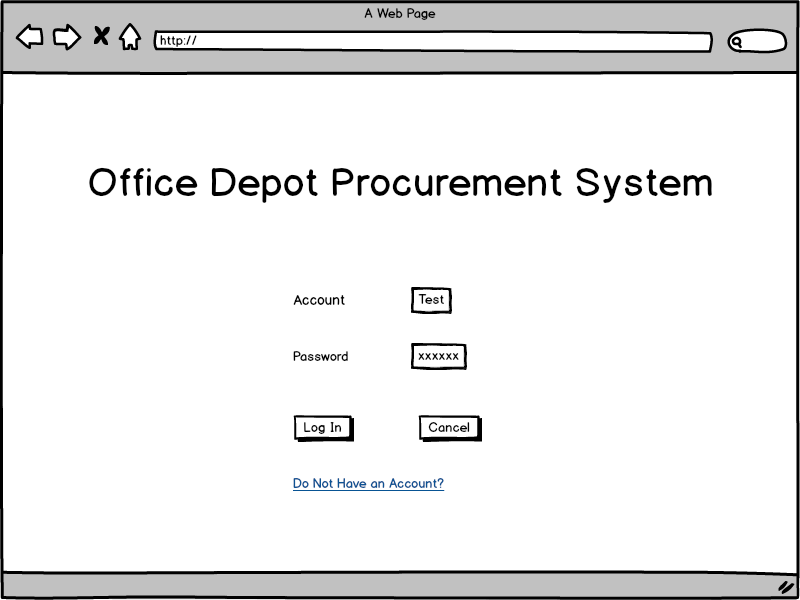 A Web Page
http://
Office Depot Procurement System
Account Test
Password xxxxxx
Log In Cancel
Do Not Have an Account?